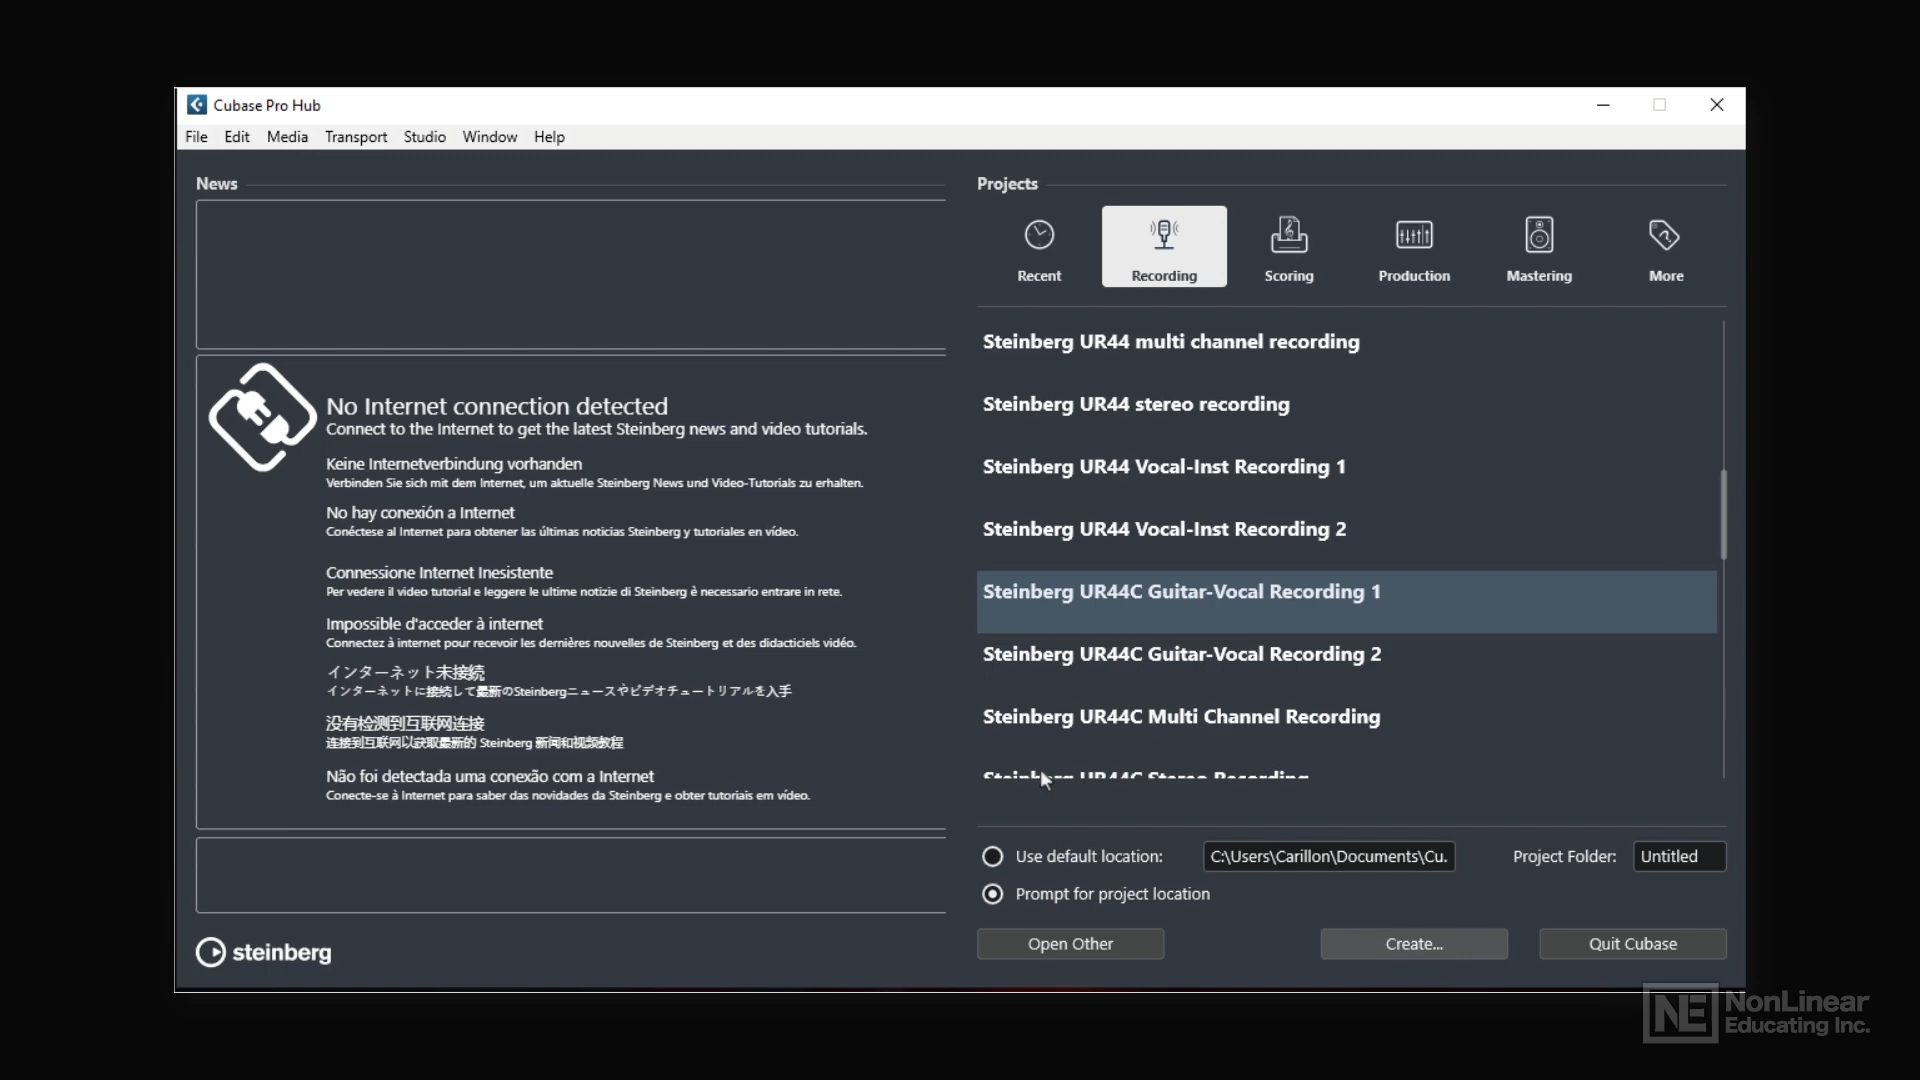 Cubase Pro Hub
File Edit Media Transport Studio Window Help
News
No Internet connection detected
Connect to the Internet to get the latest Steinberg news and video tutorials.
Keine Internetverbindung vorhanden
Verbinden Sie sich mit dem Internet, um aktuelle Steinberg News und Video-Tutorials zu erhalten.
No hay conexión a Internet
Conéctese al Internet para obtener las últimas noticias Steinberg y tutoriales en vídeo.
Connessione Internet Inesistente
Per vedere il video tutorial e leggere le ultime notizie di Steinberg è necessario entrare in rete.
Impossible d'acceder à internet
Connectez à internet pour recevoir les dernières nouvelles de Steinberg et des didacticiels vidéo.
インターネット未接続
インターネットに接続して最新のSteinbergニュースやビデオチュートリアルを入手
没有检测到互联网连接
连接到互联网以获取最新的 Steinberg 新闻和视频教程
Não foi detectada uma conexão com a Internet
Conecte-se à Internet para saber das novidades da Steinberg e obter tutoriais em vídeo.
steinberg
Projects
Recent Recording Scoring Production Mastering More
Steinberg UR44 multi channel recording
Steinberg UR44 stereo recording
Steinberg UR44 Vocal-Inst Recording 1
Steinberg UR44 Vocal-Inst Recording 2
Steinberg UR44C Guitar-Vocal Recording 1
Steinberg UR44C Guitar-Vocal Recording 2
Steinberg UR44C Multi Channel Recording
Steinberg UR44C Stereo Recording
Use default location: C:\Users\Carillon\Documents\Cu. Project Folder: Untitled
Prompt for project location
Open Other Create... Quit Cubase
NE NonLinear
Educating Inc.